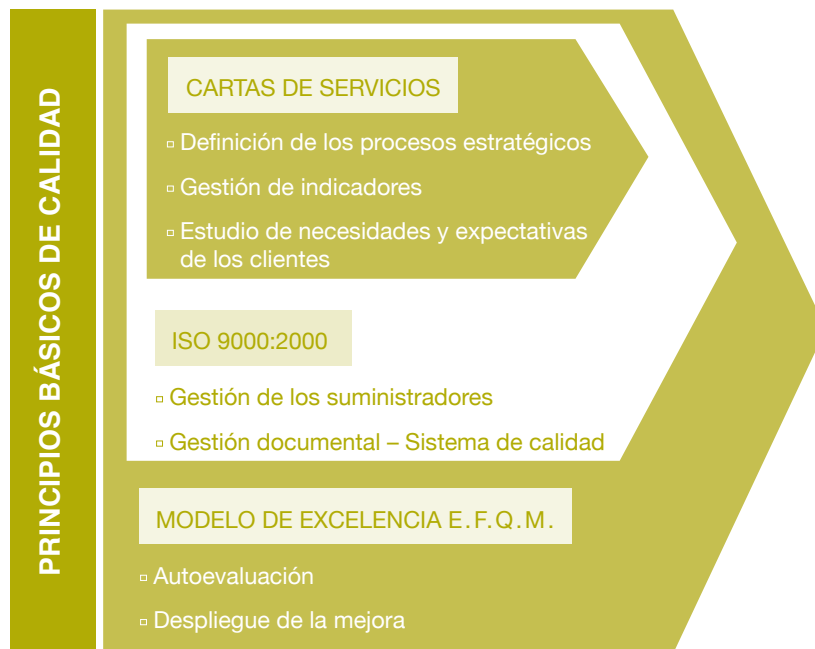 PRINCIPIOS BÁSICOS DE CALIDAD
CARTAS DE SERVICIOS
Definición de los procesos estratégicos
Gestión de indicadores
Estudio de necesidades y expectativas
de los clientes
ISO 9000:2000
Gestión de los suministradores
Gestión documental – Sistema de calidad
MODELO DE EXCELENCIA E.F.Q.M.
Autoevaluación
Despliegue de la mejora